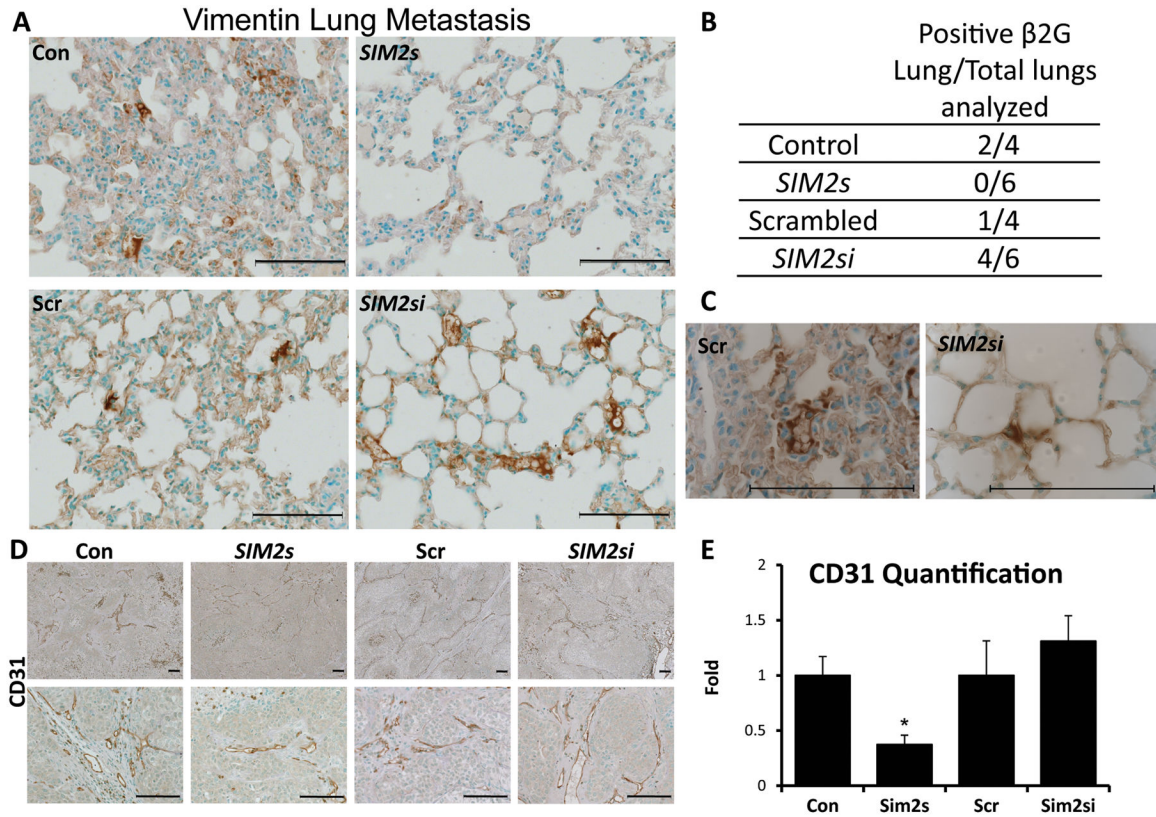 A
Vimentin Lung Metastasis
Con
SIM2s
Scr
SIM2si
B
Positive β2G
Lung/Total lungs
analyzed
Control 2/4
SIM2s 0/6
Scrambled 1/4
SIM2si 4/6
C
Scr
SIM2si
D
Con SIM2s Scr SIM2si
CD31
E
CD31 Quantification
Fold
2
1.5
1
0.5
0
*
Con Sim2s Scr Sim2si